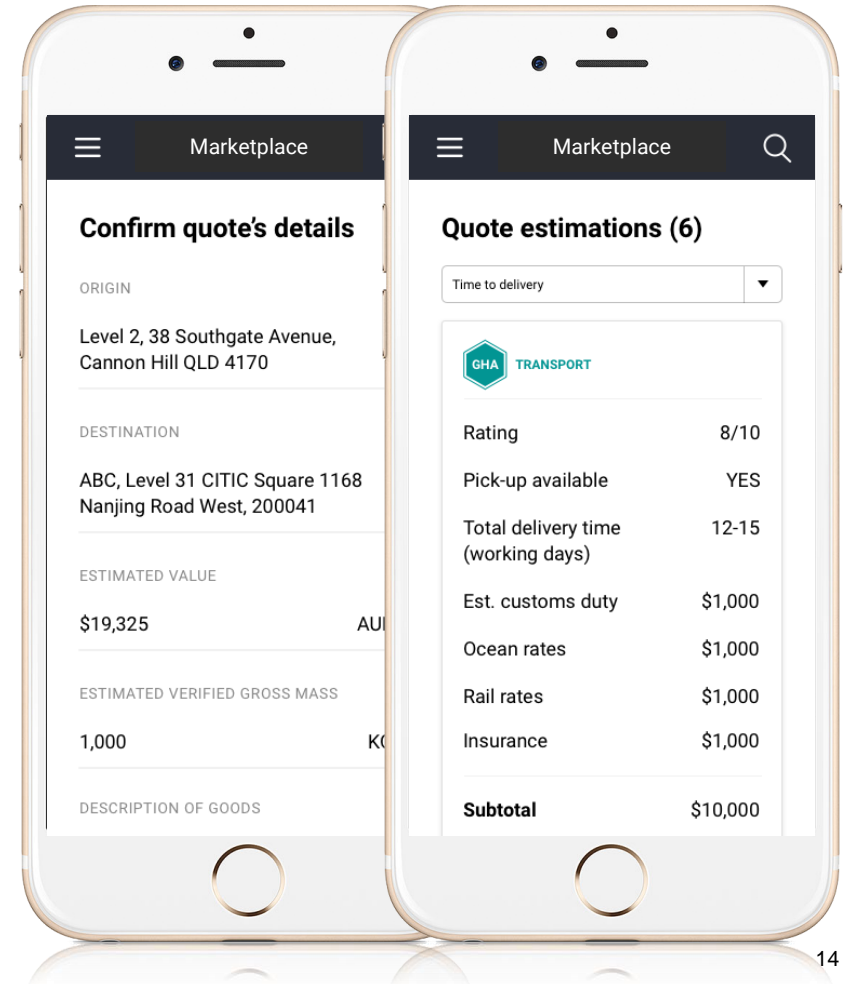 Marketplace
Confirm quote’s details
ORIGIN
Level 2, 38 Southgate Avenue,
Cannon Hill QLD 4170
DESTINATION
ABC, Level 31 CITIC Square 1168
Nanjing Road West, 200041
ESTIMATED VALUE
$19,325
ESTIMATED VERIFIED GROSS MASS
1,000
DESCRIPTION OF GOODS
Marketplace
Quote estimations (6)
Time to delivery
GHA TRANSPORT
Rating 8/10
Pick-up available YES
Total delivery time 12-15
(working days)
Est. customs duty $1,000
Ocean rates $1,000
Rail rates $1,000
Insurance $1,000
Subtotal $10,000
14